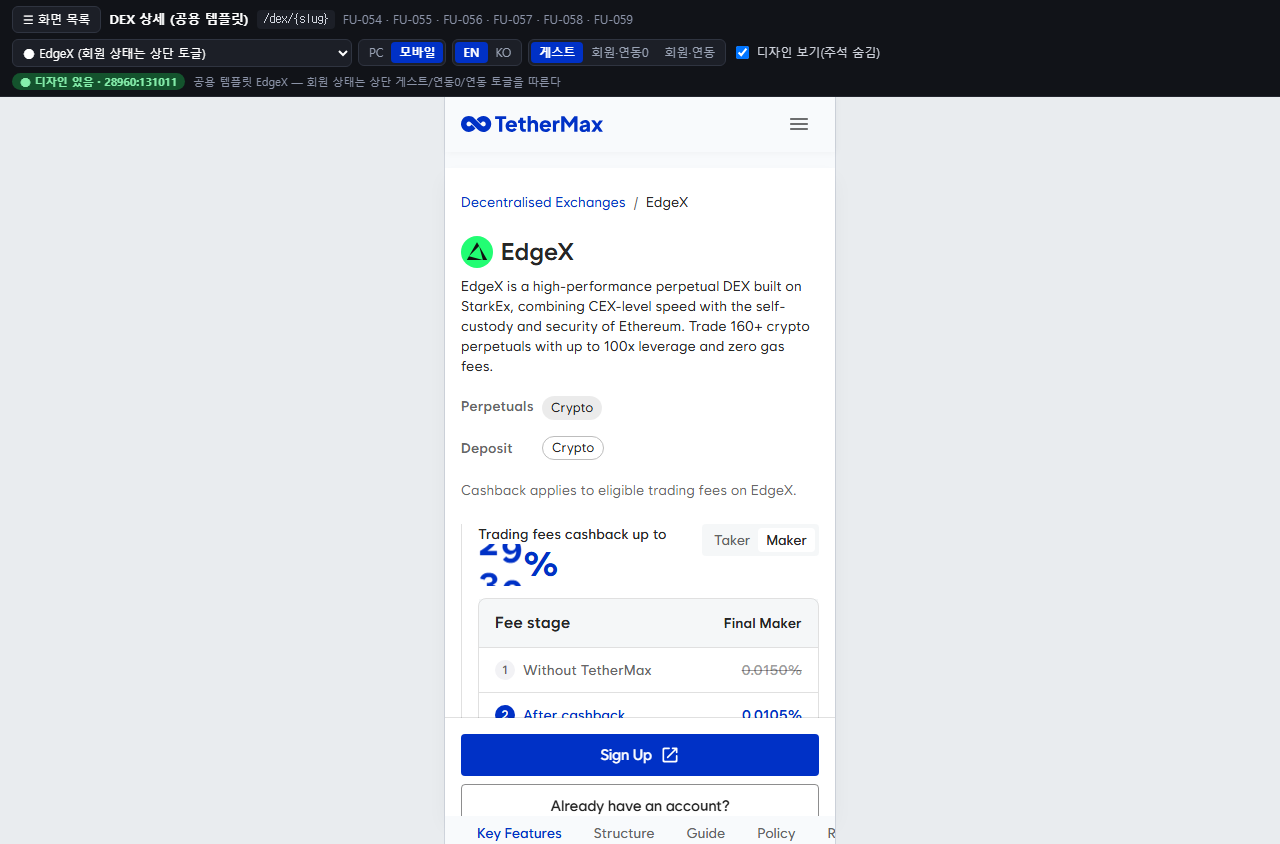 ☰ 화면 목록 DEX 상세 (공용 템플릿) /dex/{slug} FU-054 · FU-055 · FU-056 · FU-057 · FU-058 · FU-059
● EdgeX (회원 상태는 상단 토글) PC 모바일 EN KO 게스트 회원·연동0 회원·연동 디자인 보기(주석 숨김)
● 디자인 있음 · 28960:131011 공용 템플릿 EdgeX — 회원 상태는 상단 게스트/연동0/연동 토글을 따른다
TetherMax
Decentralised Exchanges / EdgeX
EdgeX
EdgeX is a high-performance perpetual DEX built on
StarkEx, combining CEX-level speed with the self-
custody and security of Ethereum. Trade 160+ crypto
perpetuals with up to 100x leverage and zero gas
fees.
Perpetuals Crypto
Deposit Crypto
Cashback applies to eligible trading fees on EdgeX.
Trading fees cashback up to Taker Maker
%
Fee stage Final Maker
1 Without TetherMax 0.0150%
2 After cashback 0.0105%
Sign Up
Already have an account?
Key Features Structure Guide Policy